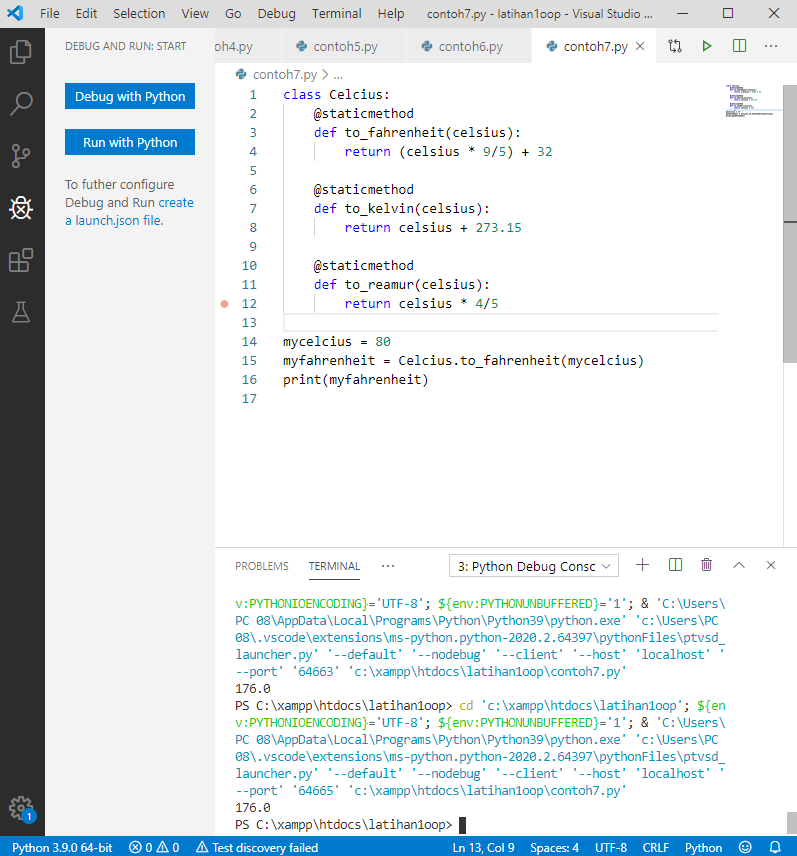 File Edit Selection View Go Debug Terminal Help contoh7.py - latihan1oop - Visual Studio ...
DEBUG AND RUN: START
oh4.py contoh5.py contoh6.py contoh7.py
contoh7.py > ...
Debug with Python
Run with Python
To futher configure
Debug and Run create
a launch.json file.
1 class Celcius:
2 @staticmethod
3 def to_fahrenheit(celsius):
4 return (celsius * 9/5) + 32
5
6 @staticmethod
7 def to_kelvin(celsius):
8 return celsius + 273.15
9
10 @staticmethod
11 def to_reamur(celsius):
12 return celsius * 4/5
13
14 mycelcius = 80
15 myfahrenheit = Celcius.to_fahrenheit(mycelcius)
16 print(myfahrenheit)
17
PROBLEMS TERMINAL ... 3: Python Debug Consc
v:PYTHONIOENCODING}='UTF-8'; ${env:PYTHONUNBUFFERED}='1'; & 'C:\Users\
PC 08\AppData\Local\Programs\Python\Python39\python.exe' 'c:\Users\PC
08\.vscode\extensions\ms-python.python-2020.2.64397\pythonFiles\ptvsd_
launcher.py' '--default' '--nodebug' '--client' '--host' 'localhost' '
--port' '64663' 'c:\xampp\htdocs\latihan1oop\contoh7.py'
176.0
PS C:\xampp\htdocs\latihan1oop> cd 'c:\xampp\htdocs\latihan1oop'; ${en
v:PYTHONIOENCODING}='UTF-8'; ${env:PYTHONUNBUFFERED}='1'; & 'C:\Users\
PC 08\AppData\Local\Programs\Python\Python39\python.exe' 'c:\Users\PC
08\.vscode\extensions\ms-python.python-2020.2.64397\pythonFiles\ptvsd_
launcher.py' '--default' '--nodebug' '--client' '--host' 'localhost' '
--port' '64665' 'c:\xampp\htdocs\latihan1oop\contoh7.py'
176.0
PS C:\xampp\htdocs\latihan1oop>
1
Python 3.9.0 64-bit 0 0 Test discovery failed Ln 13, Col 9 Spaces: 4 UTF-8 CRLF Python